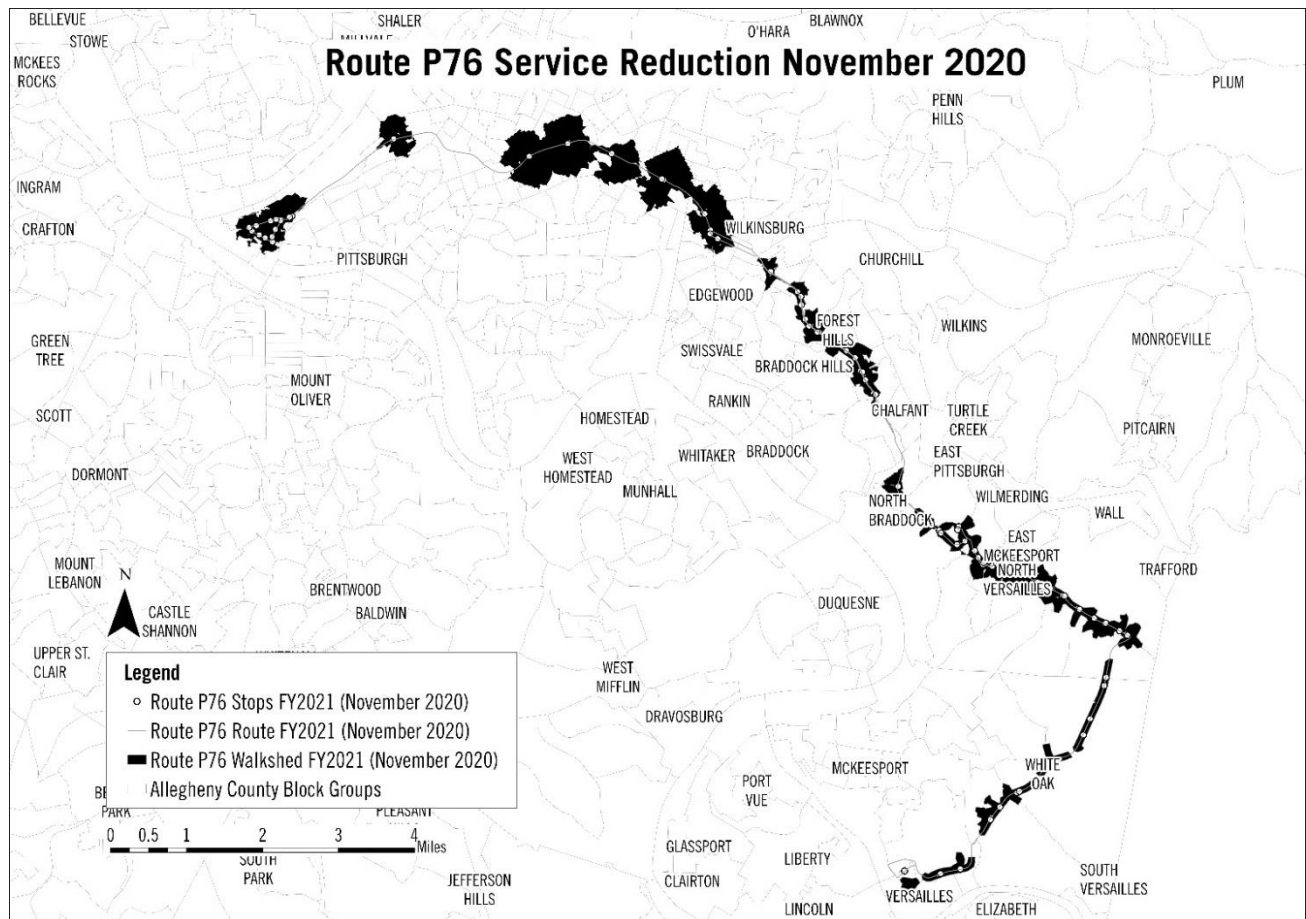 BELLEVUE
SHALER
BLAWNOX
STOWE
O'HARA
Route P76 Service Reduction November 2020
MCKEES
ROCKS
PLUM
PENN
HILLS
INGRAM
CRAFTON
WILKINSBURG
PITTSBURGH
CHURCHILL
EDGEWOOD
FOREST
HILLS
WILKINS
GREEN
TREE
MONROEVILLE
SWISSVALE
BRADDOCK HILLS
MOUNT
OLIVER
RANKIN
CHALFANT
TURTLE
CREEK
SCOTT
HOMESTEAD
PITCAIRN
WHITAKER
BRADDOCK
EAST
PITTSBURGH
WEST
HOMESTEAD
DORMONT
MUNHALL
NORTH
BRADDOCK
WILMERDING
WALL
EAST
MCKEESPORT
NORTH
VERSAILLES
TRAFFORD
MOUNT
LEBANON
N
BRENTWOOD
BALDWIN
CASTLE
SHANNON
DUQUESNE
UPPER ST.
CLAIR
WEST
MIFFLIN
DRAVOSBURG
Legend
Route P76 Stops FY2021 (November 2020)
Route P76 Route FY2021 (November 2020)
Route P76 Walkshed FY2021 (November 2020)
Allegheny County Block Groups
MCKEESPORT
WHITE
OAK
PORT
VUE
PARK
PLEASANT
0 0.5 1 2 3 4
Miles
SOUTH
PARK
GLASSPORT
LIBERTY
CLAIRTON
JEFFERSON
HILLS
VERSAILLES
SOUTH
VERSAILLES
LINCOLN
ELIZABETH